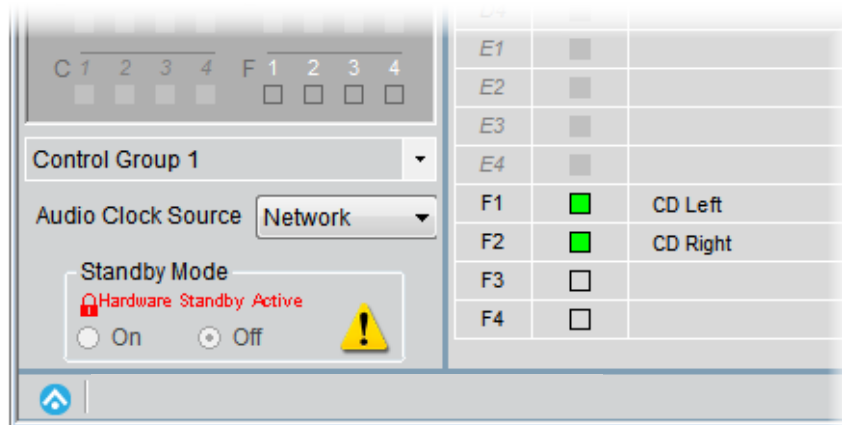 C 1 2 3 4 F 1 2 3 4
Control Group 1
Audio Clock Source Network
Standby Mode
Hardware Standby Active
On Off
E1
E2
E3
E4
F1 CD Left
F2 CD Right
F3
F4